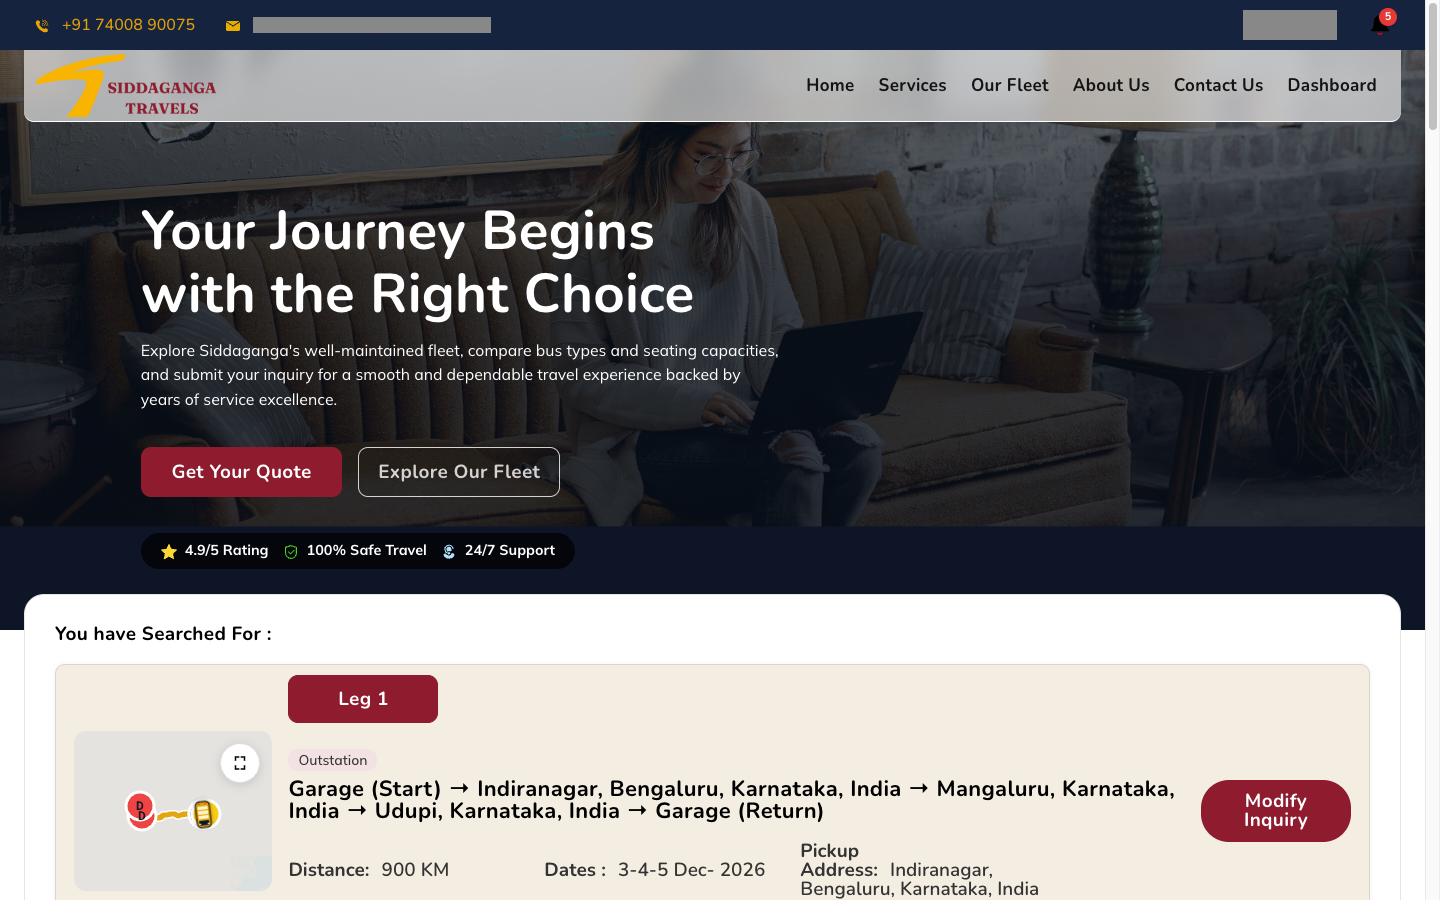 +91 74008 90075
5
SIDDAGANGA
TRAVELS
Home Services Our Fleet About Us Contact Us Dashboard
Your Journey Begins
with the Right Choice
Explore Siddaganga's well-maintained fleet, compare bus types and seating capacities,
and submit your inquiry for a smooth and dependable travel experience backed by
years of service excellence.
Get Your Quote Explore Our Fleet
4.9/5 Rating 100% Safe Travel 24/7 Support
You have Searched For :
Leg 1
Outstation
Garage (Start) → Indiranagar, Bengaluru, Karnataka, India → Mangaluru, Karnataka,
India → Udupi, Karnataka, India → Garage (Return)
Modify
Inquiry
D
D
Distance: 900 KM
Dates : 3-4-5 Dec- 2026
Pickup
Address: Indiranagar,
Bengaluru, Karnataka, India